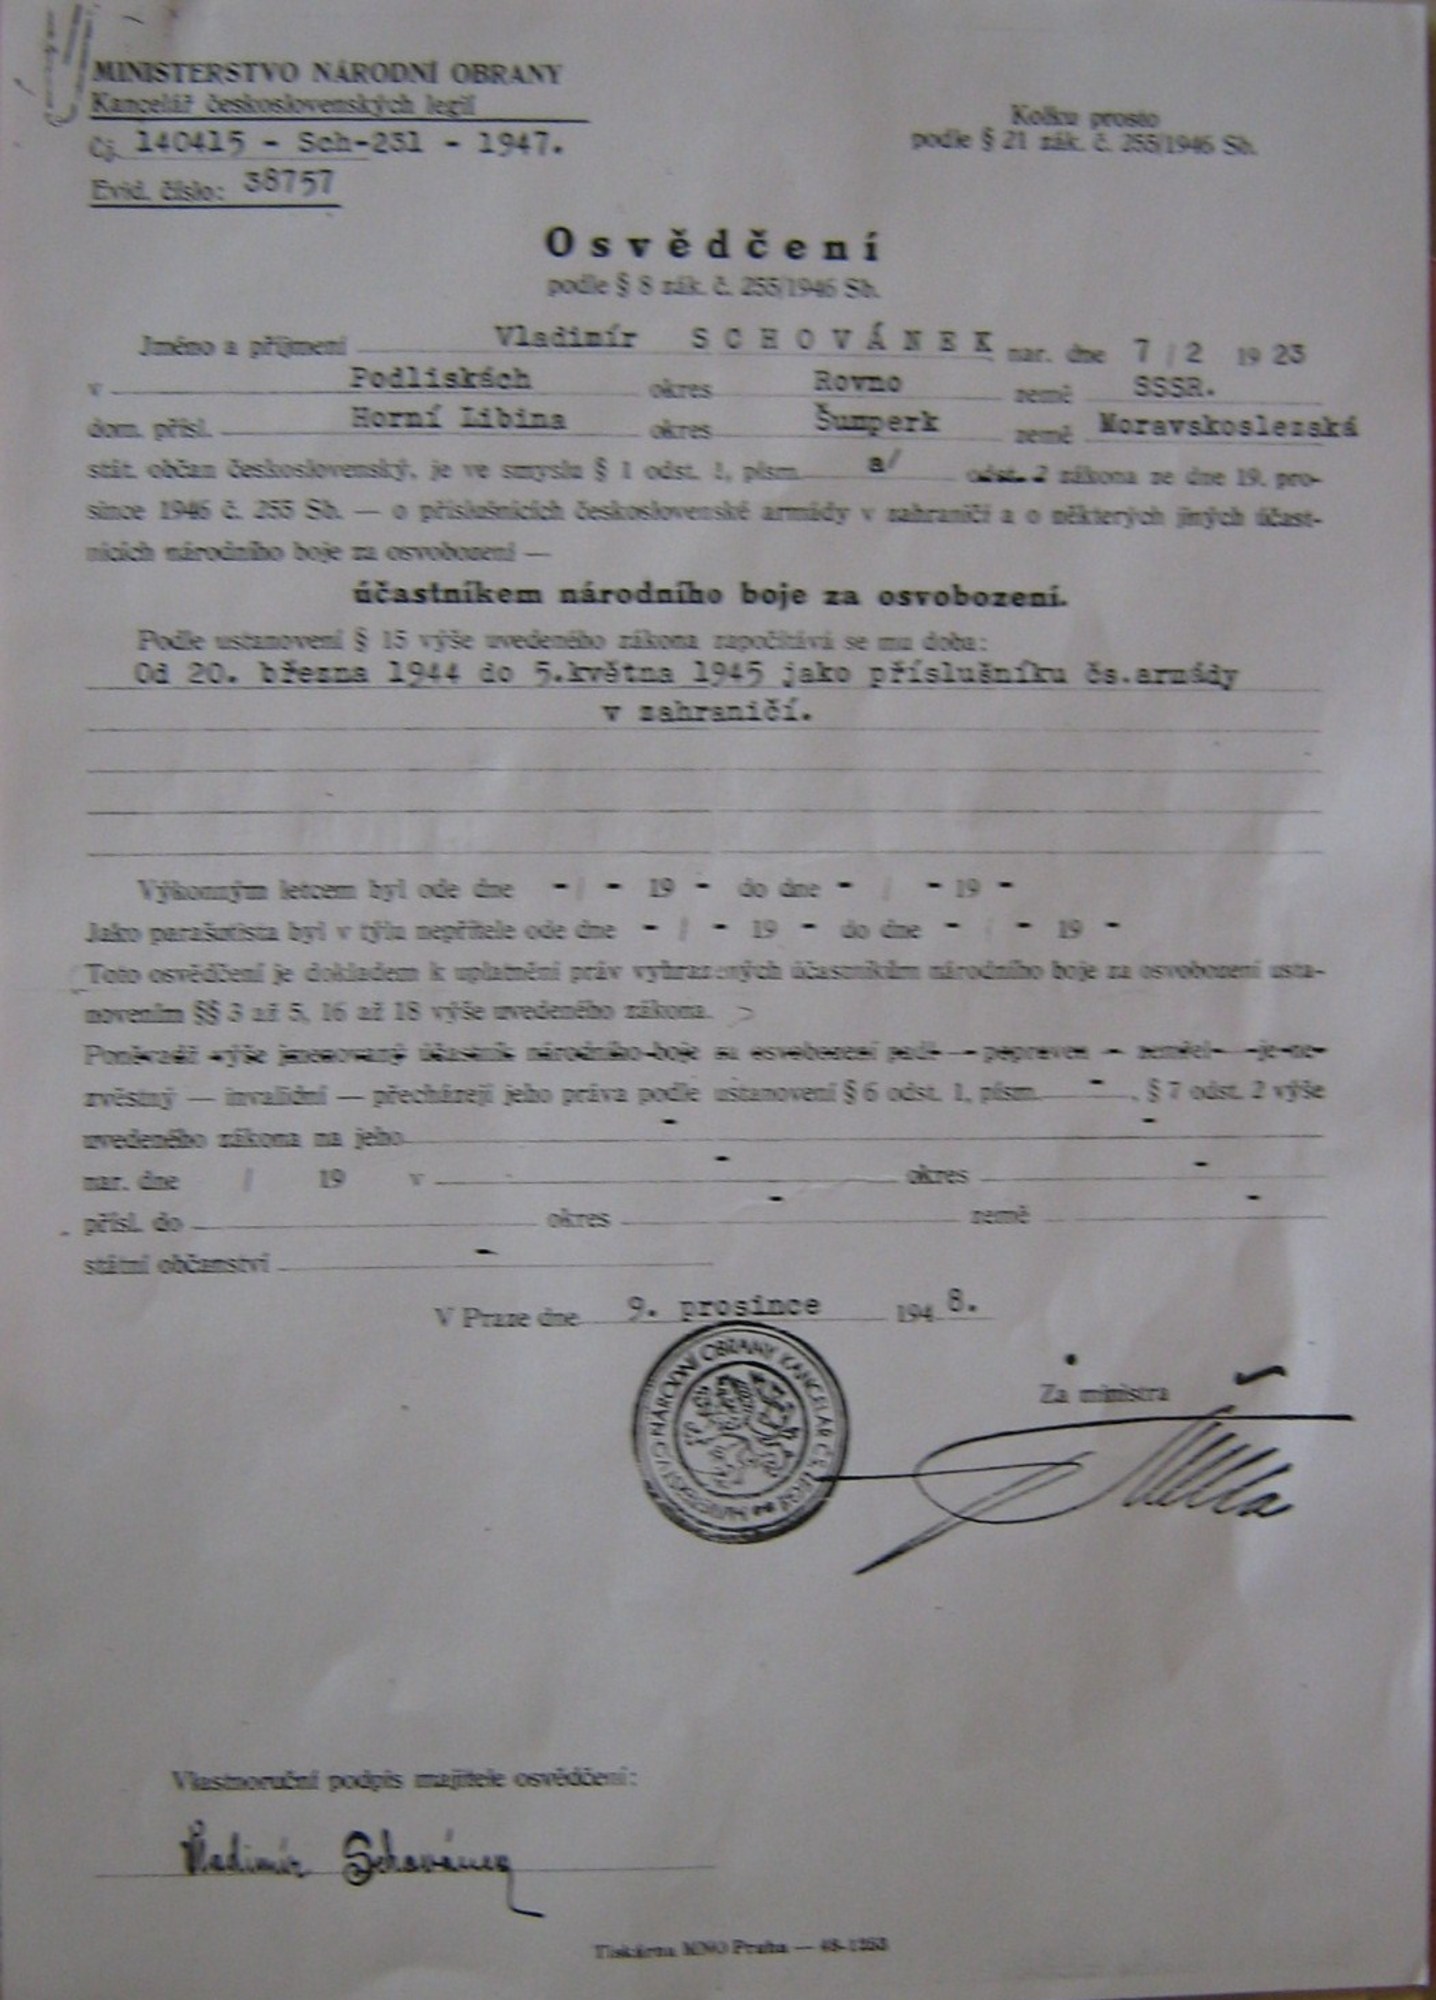 MINISTERSTVO NÁRODNÍ OBRANY
Kancelář československých legií
Čj. 140415 - Sch-231 - 1947.
Evid. číslo: 38757
Kolku prosto
podle § 21 zák. č. 255/1946 Sb.
Osvědčení
podle § 8 zák. č. 255/1946 Sb.
Jméno a příjmení Vladimír SCHOVÁNEK nar. dne 7 / 2 1923
v Podliskách okres Rovno země SSSR.
dom. přísl. Horní Libina okres Šumperk země Moravskoslezská
stát. občan československý, je ve smyslu § 1 odst. 1, písm. a/ odst. 2 zákona ze dne 19. pro-
since 1946 č. 255 Sb. — o příslušnících československé armády v zahraničí a o některých jiných účast-
nících národního boje za osvobození —
účastníkem národního boje za osvobození.
Podle ustanovení § 15 výše uvedeného zákona započítává se mu doba:
Od 20. března 1944 do 5.května 1945 jako příslušníku čs.armády
v zahraničí.
Výkonným letcem byl ode dne - / - 19 - do dne - / - 19 -
Jako parašutista byl v týlu nepřítele ode dne - / - 19 - do dne - / - 19 -
Toto osvědčení je dokladem k uplatnění práv vyhrazených účastníkům národního boje za osvobození usta-
novením §§ 3 až 5, 16 až 18 výše uvedeného zákona.
Poněvadž výše jmenovaný účastník národního boje za osvobození padl — popraven — zemřel — je ne-
zvěstný — invalidní — přecházejí jeho práva podle ustanovení § 6 odst. 1, písm. - , § 7 odst. 2 výše
uvedeného zákona na jeho - -
nar. dne / 19 v - okres -
přísl. do okres - země -
státní občanství -
V Praze dne 9. prosince 1948.
MINISTERSTVO NÁRODNÍ OBRANY KANCELÁŘ ČS. LEGIÍ
Za ministra
Vlastnoruční podpis majitele osvědčení:
Vladimír Schovánek
Tiskárna MNO Praha — 48-1253